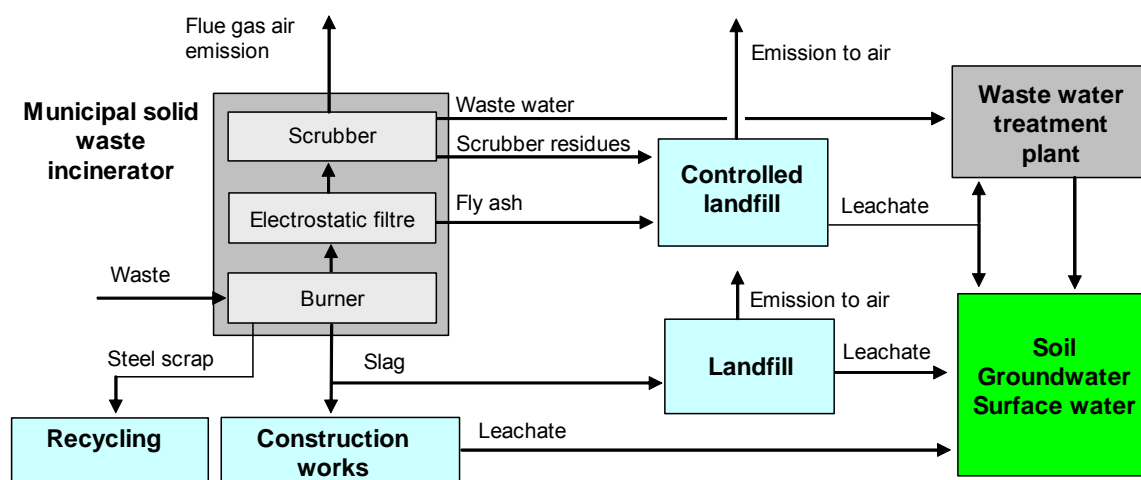 Flue gas air
emission
Emission to air
Municipal solid
waste
incinerator
Waste water
Scrubber
Scrubber residues
Waste water
treatment
plant
Controlled
landfill
Electrostatic filtre
Fly ash
Leachate
Waste
Burner
Emission to air
Steel scrap
Slag
Landfill
Leachate
Soil
Groundwater
Surface water
Recycling
Construction
works
Leachate